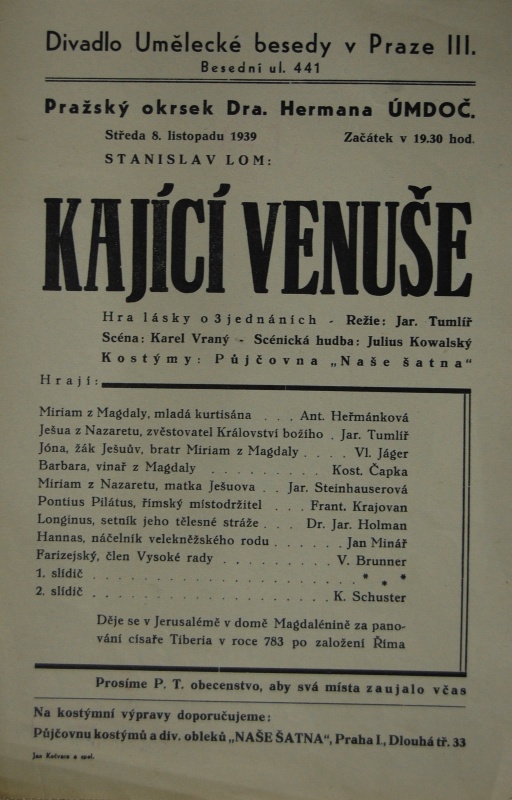 Divadlo Umělecké besedy v Praze III.
Besední ul. 441
Pražský okrsek Dra. Hermana ÚMDOČ.
Středa 8. listopadu 1939 Začátek v 19.30 hod.
STANISLAV LOM:
KAJÍCÍ VENUŠE
Hra lásky o 3 jednáních - Režie: Jar. Tumlíř
Scéna: Karel Vraný - Scénická hudba: Julius Kowalský
Kostýmy: Půjčovna „Naše šatna“
Hrají:
Miriam z Magdaly, mladá kurtisána . . . Ant. Heřmánková
Ješua z Nazaretu, zvěstovatel Království božího . Jar. Tumlíř
Jóna, žák Ješuův, bratr Miriam z Magdaly . . . . Vl. Jáger
Barbara, vinař z Magdaly . . . . . . . . . Kost. Čapka
Miriam z Nazaretu, matka Ješuova . . Jar. Steinhauserová
Pontius Pilátus, římský místodržitel . . . Frant. Krajovan
Longinus, setník jeho tělesné stráže . . . Dr. Jar. Holman
Hannas, náčelník velekněžského rodu . . . . . . Jan Minář
Farizejský, člen Vysoké rady . . . . . . . . . V. Brunner
1. slídič . . . . . . . . . . . . . . . . . . . . * * *
2. slídič . . . . . . . . . . . . . . . . . . . K. Schuster
Děje se v Jerusalémě v domě Magdalénině za pano-
vání císaře Tiberia v roce 783 po založení Říma
Prosíme P. T. obecenstvo, aby svá místa zaujalo včas
Na kostýmní výpravy doporučujeme:
Půjčovnu kostýmů a div. obleků „NAŠE ŠATNA“, Praha I., Dlouhá tř. 33
Jan Kotvara a spol.